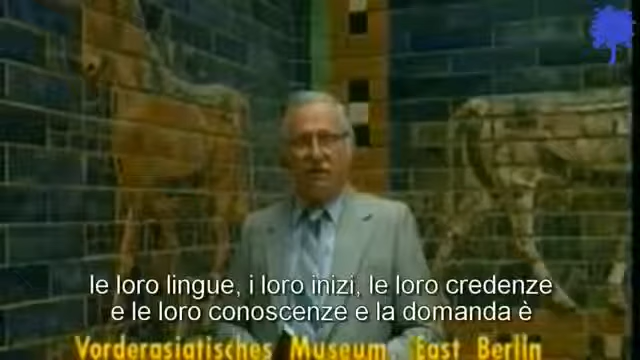 le loro lingue, i loro inizi, le loro credenze
e le loro conoscenze e la domanda è
Vorderasiatisches Museum, East Berlin